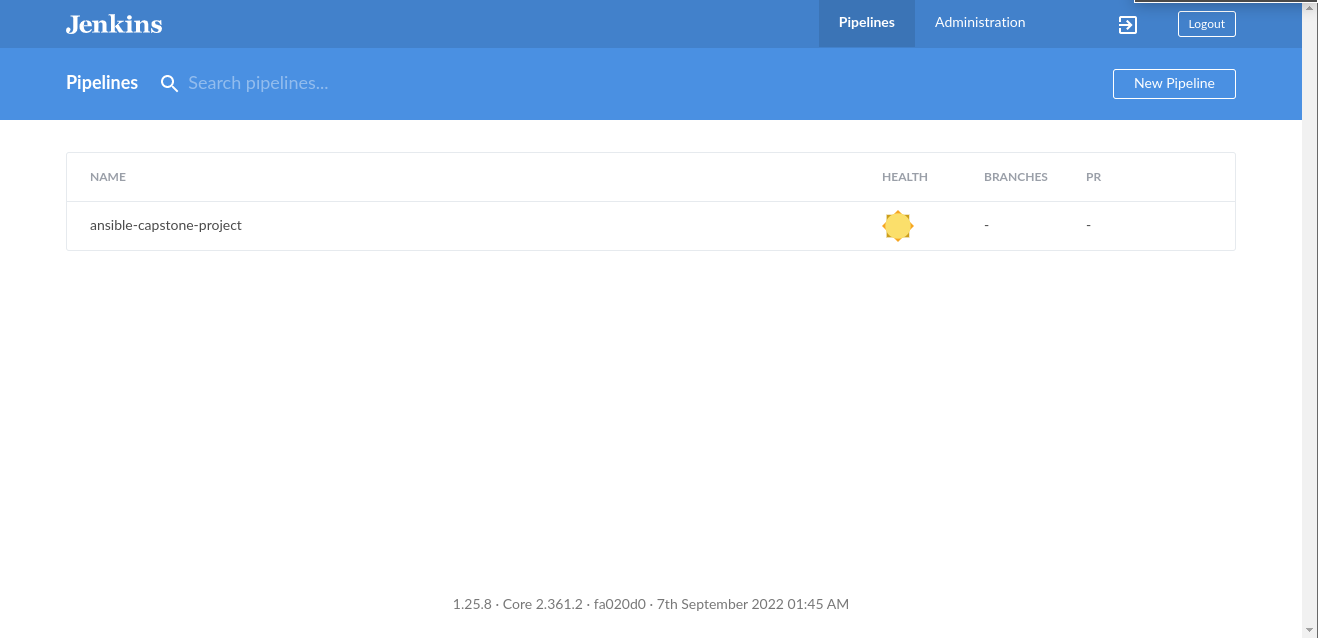 Jenkins Pipelines Administration Logout
Pipelines Search pipelines... New Pipeline
NAME HEALTH BRANCHES PR
ansible-capstone-project - -
1.25.8 · Core 2.361.2 · fa020d0 · 7th September 2022 01:45 AM